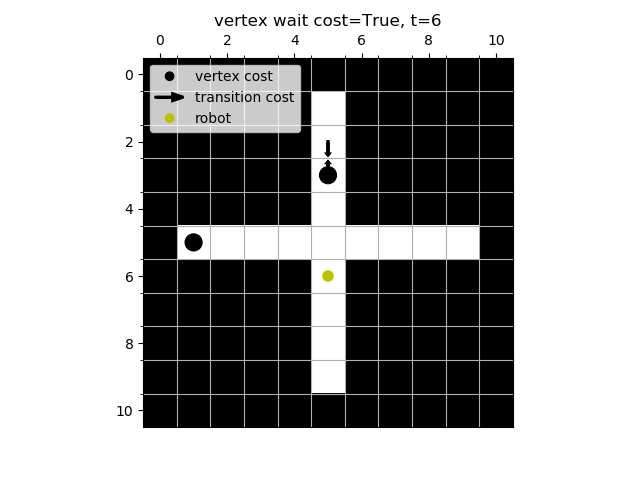 vertex wait cost=True, t=6
0 2 4 6 8 10
0
vertex cost
transition cost
robot
2
4
6
8
10